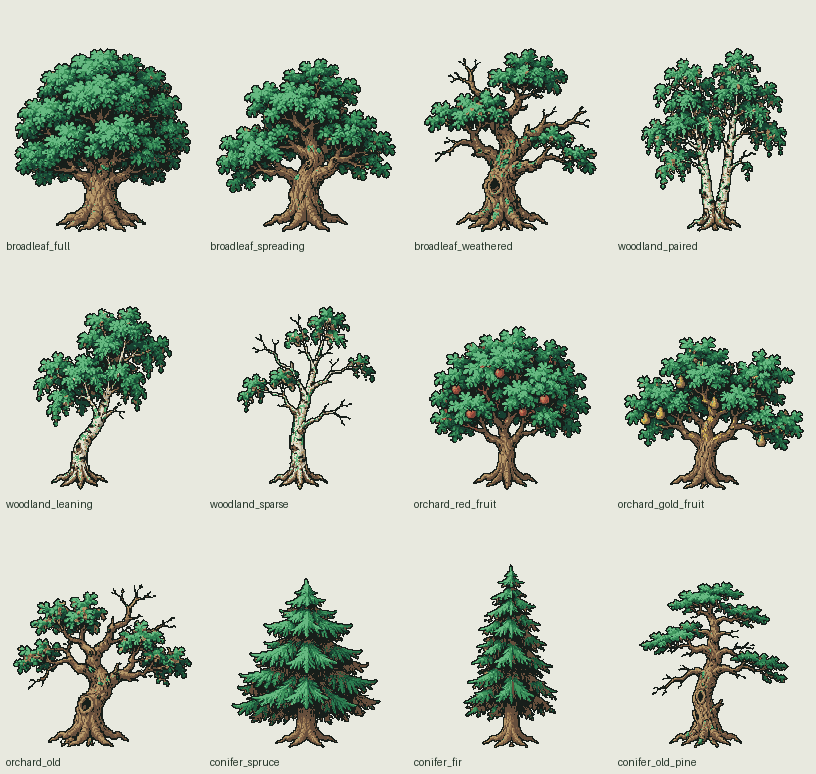 broadleaf_full
broadleaf_spreading
broadleaf_weathered
woodland_paired
woodland_leaning
woodland_sparse
orchard_red_fruit
orchard_gold_fruit
orchard_old
conifer_spruce
conifer_fir
conifer_old_pine